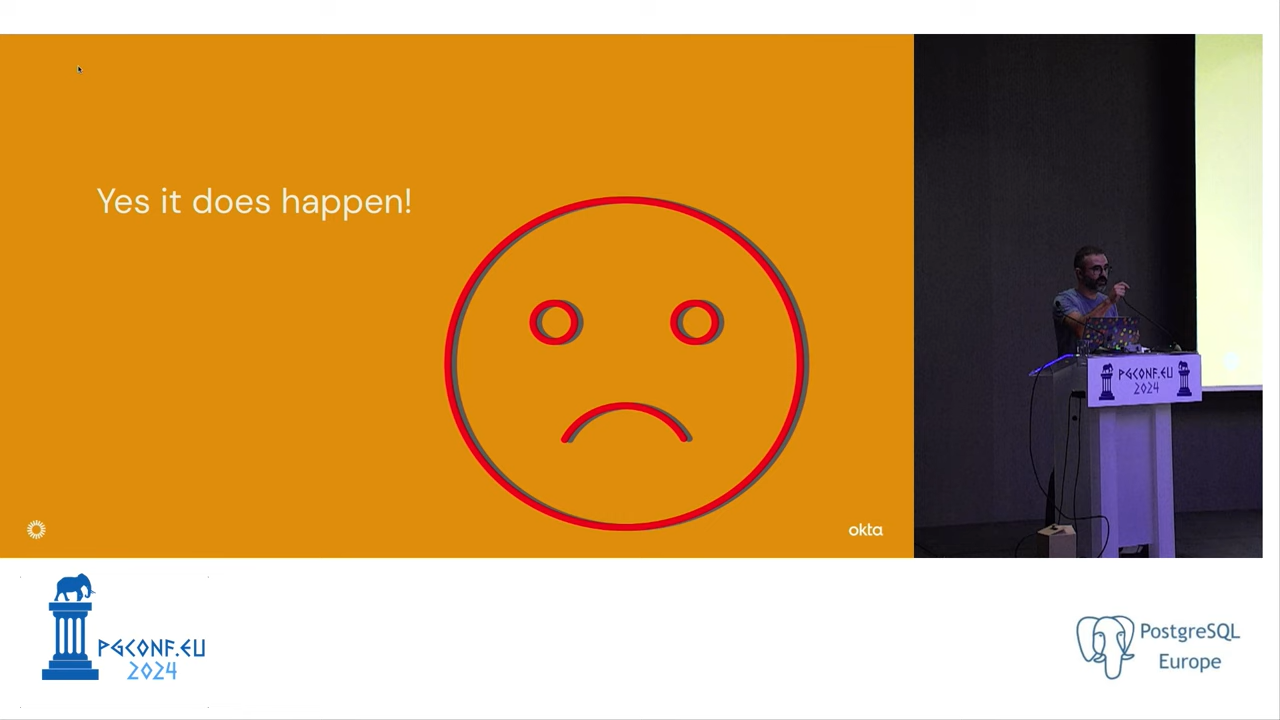 Yes it does happen!
okta
PGCONF.EU
2024
PGCONF.EU
2024
PostgreSQL
Europe